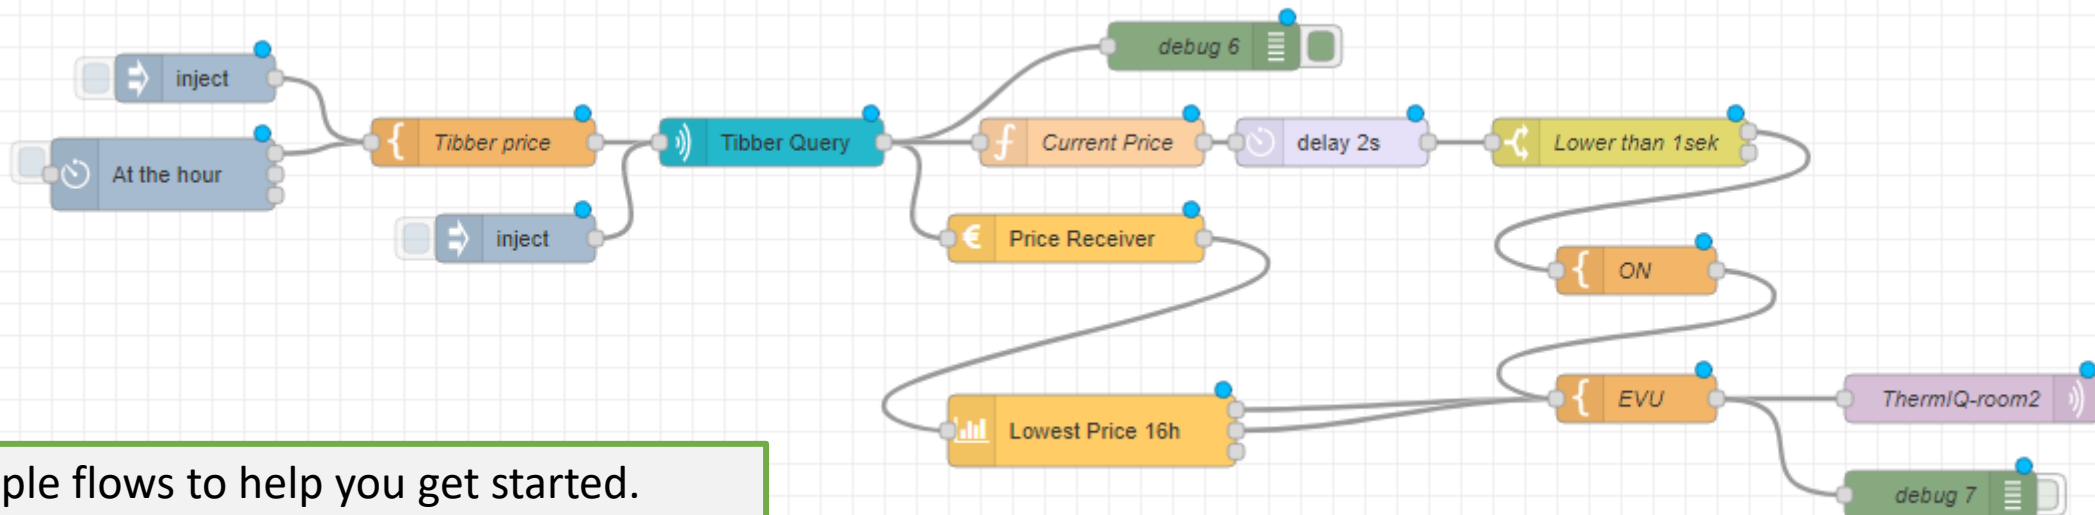 debug 6
inject
Tibber price
Tibber Query
Current Price
delay 2s
Lower than 1sek
At the hour
inject
Price Receiver
ON
EVU
ThermIQ-room2
Lowest Price 16h
ple flows to help you get started.
debug 7